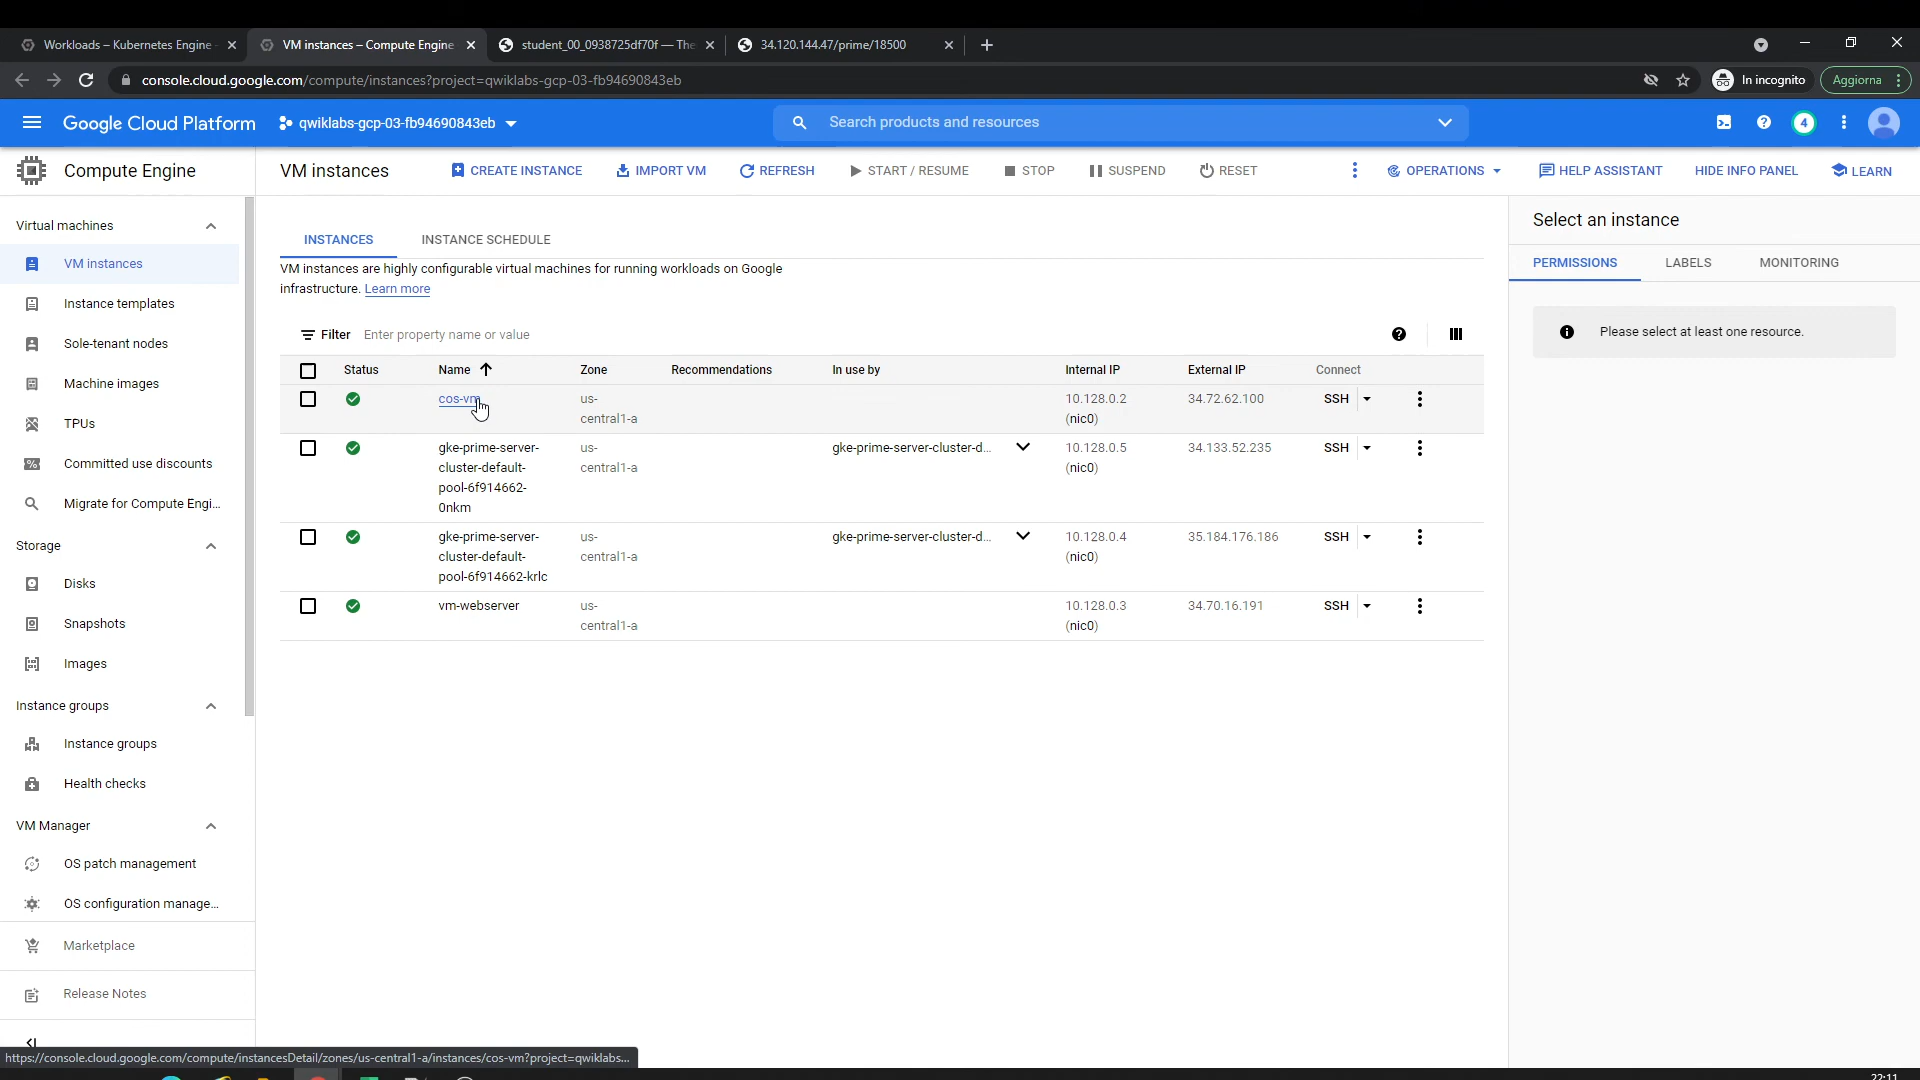 Workloads – Kubernetes Engine -
VM instances – Compute Engine
student_00_0938725df70f — The
34.120.144.47/prime/18500
console.cloud.google.com/compute/instances?project=qwiklabs-gcp-03-fb94690843eb
In incognito
Aggiorna
Google Cloud Platform
qwiklabs-gcp-03-fb94690843eb
Search products and resources
4
Compute Engine
VM instances
CREATE INSTANCE
IMPORT VM
REFRESH
START / RESUME
STOP
SUSPEND
RESET
OPERATIONS
HELP ASSISTANT
HIDE INFO PANEL
LEARN
Virtual machines
VM instances
Instance templates
Sole-tenant nodes
Machine images
TPUs
Committed use discounts
Migrate for Compute Engi...
Storage
Disks
Snapshots
Images
Instance groups
Instance groups
Health checks
VM Manager
OS patch management
OS configuration manage...
Marketplace
Release Notes
INSTANCES
INSTANCE SCHEDULE
VM instances are highly configurable virtual machines for running workloads on Google
infrastructure. Learn more
Filter Enter property name or value
Status Name Zone Recommendations In use by Internal IP External IP Connect
cos-vm us- 10.128.0.2 34.72.62.100 SSH
central1-a (nic0)
gke-prime-server- us- gke-prime-server-cluster-d... 10.128.0.5 34.133.52.235 SSH
cluster-default- central1-a (nic0)
pool-6f914662-
0nkm
gke-prime-server- us- gke-prime-server-cluster-d... 10.128.0.4 35.184.176.186 SSH
cluster-default- central1-a (nic0)
pool-6f914662-krlc
vm-webserver us- 10.128.0.3 34.70.16.191 SSH
central1-a (nic0)
Select an instance
PERMISSIONS
LABELS
MONITORING
Please select at least one resource.
https://console.cloud.google.com/compute/instancesDetail/zones/us-central1-a/instances/cos-vm?project=qwiklabs...
22:11